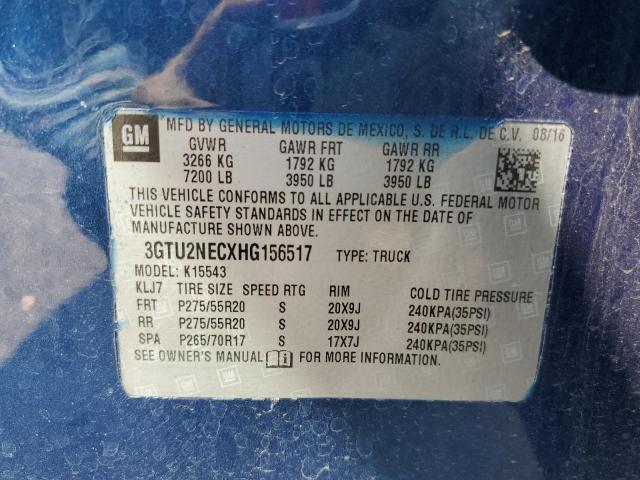 GM MFD BY GENERAL MOTORS DE MEXICO, S. DE R.L. DE C.V. 08/16
GVWR GAWR FRT GAWR RR
3266 KG 1792 KG 1792 KG
7200 LB 3950 LB 3950 LB
THIS VEHICLE CONFORMS TO ALL APPLICABLE U.S. FEDERAL MOTOR
VEHICLE SAFETY STANDARDS IN EFFECT ON THE DATE OF
MANUFACTURE SHOWN ABOVE.
3GTU2NECXHG156517 TYPE: TRUCK
MODEL: K15543
KLJ7 TIRE SIZE SPEED RTG RIM COLD TIRE PRESSURE
FRT P275/55R20 S 20X9J 240KPA(35PSI)
RR P275/55R20 S 20X9J 240KPA(35PSI)
SPA P265/70R17 S 17X7J 240KPA(35PSI)
SEE OWNER'S MANUAL FOR MORE INFORMATION.